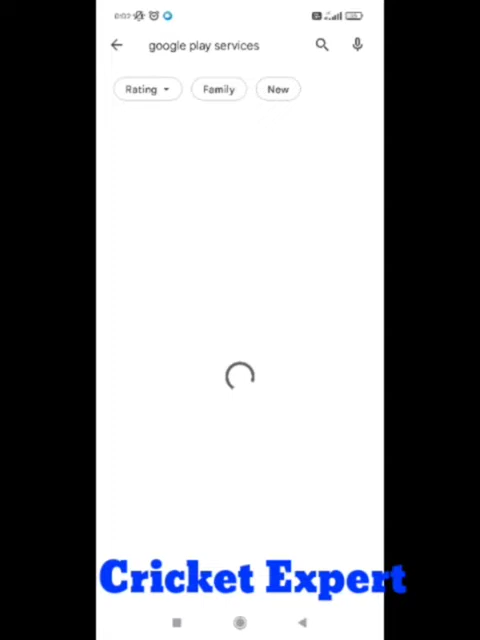 google play services
Rating
Family
New
Cricket Expert